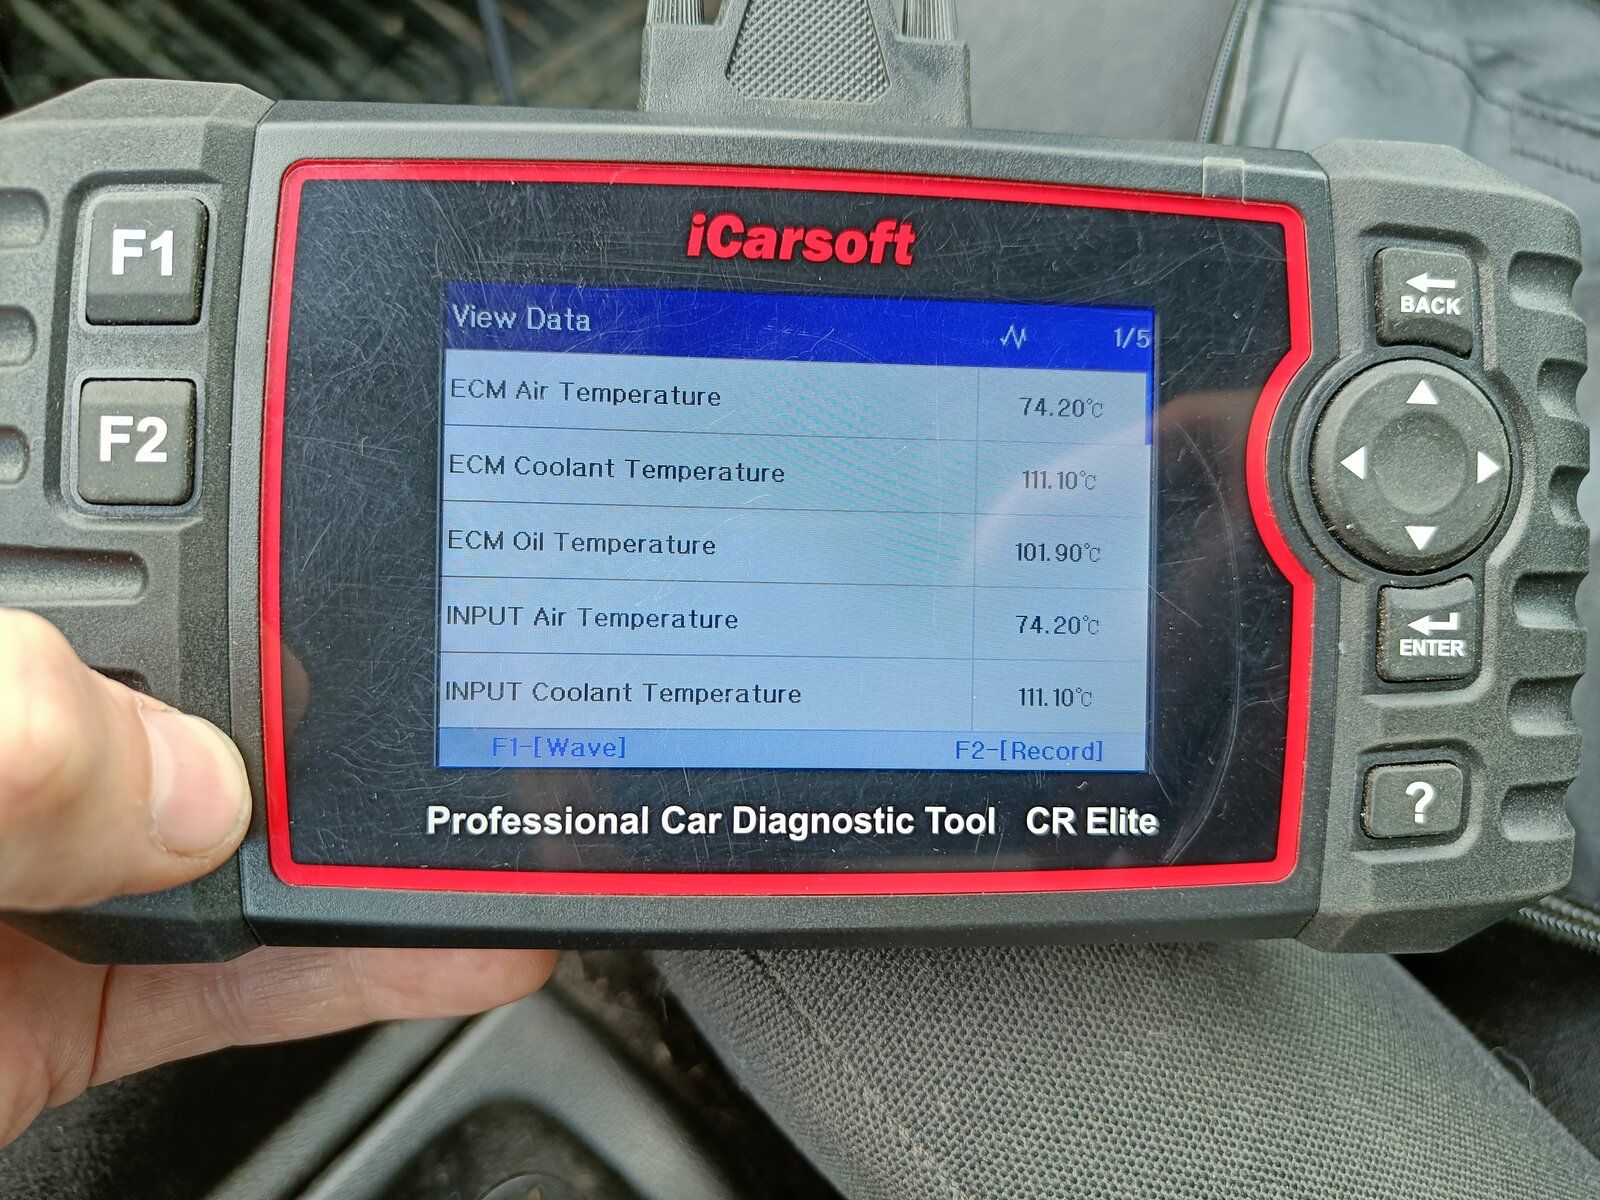 F1
F2
iCarsoft
View Data 1/5
ECM Air Temperature 74.20℃
ECM Coolant Temperature 111.10℃
ECM Oil Temperature 101.90℃
INPUT Air Temperature 74.20℃
INPUT Coolant Temperature 111.10℃
F1-[Wave] F2-[Record]
Professional Car Diagnostic Tool CR Elite
BACK
ENTER
?